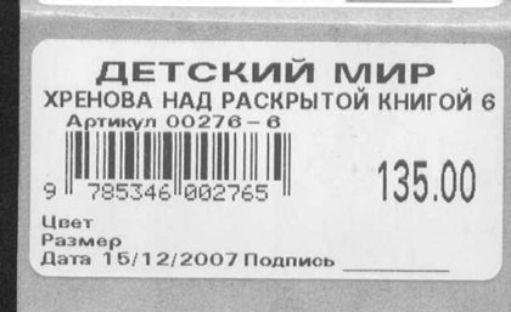 ДЕТСКИЙ МИР
ХРЕНОВА НАД РАСКРЫТОЙ КНИГОЙ 6
Артикул 00276-6
9 785346 002765
135.00
Цвет
Размер
Дата 15/12/2007 Подпись